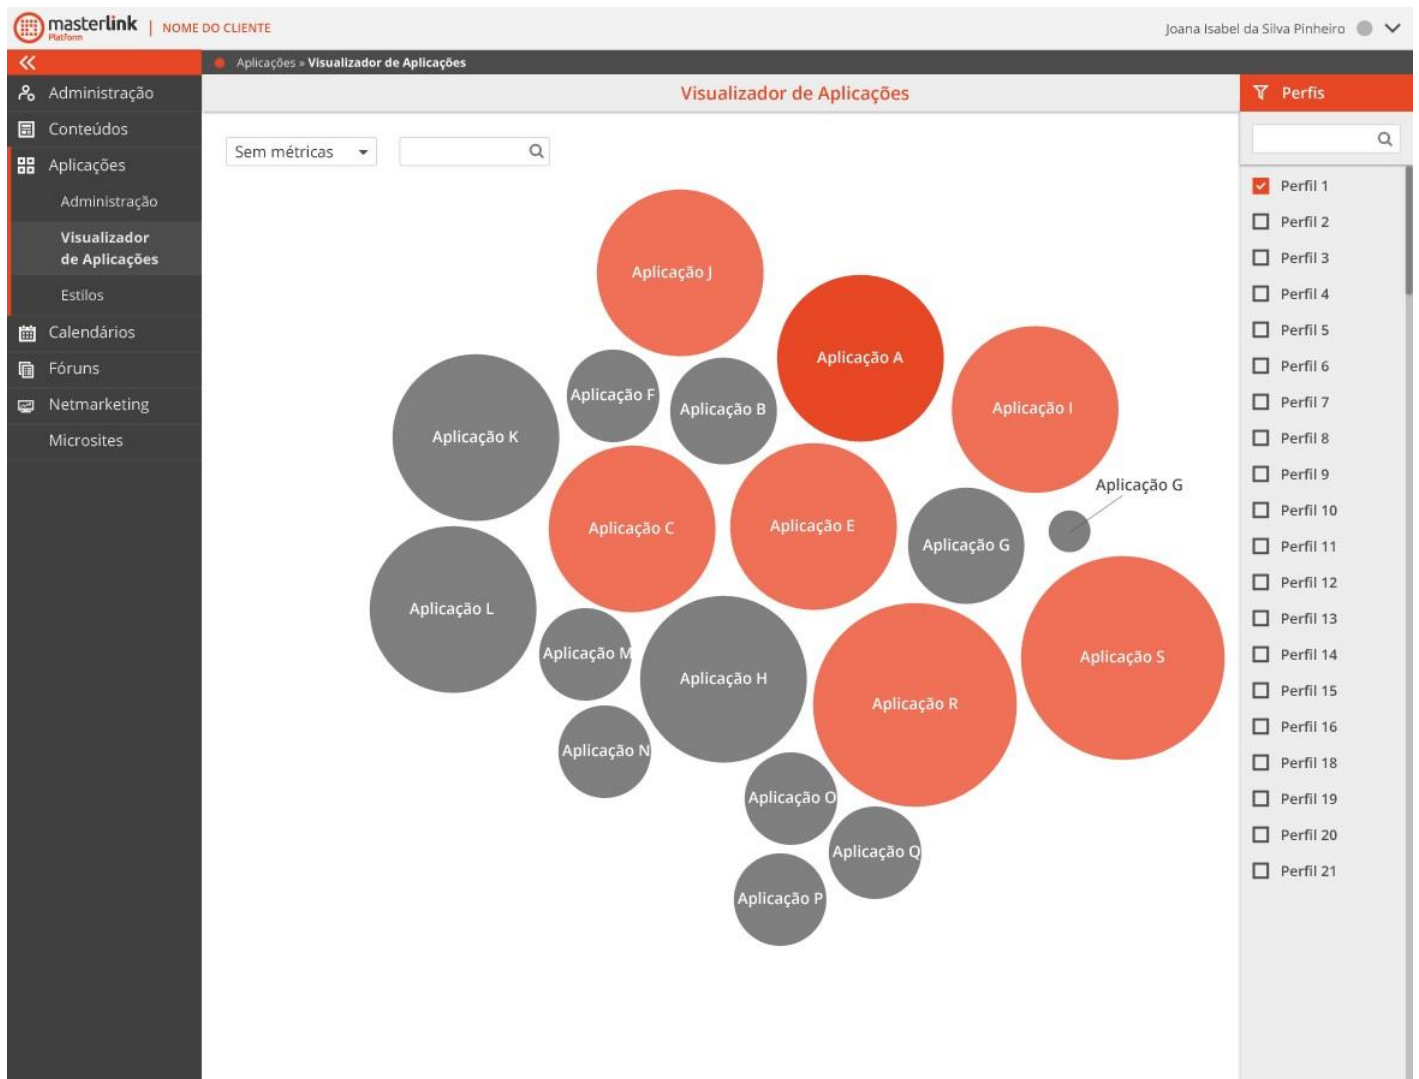 masterlink
Platform
NOME DO CLIENTE
Joana Isabel da Silva Pinheiro
Aplicações » Visualizador de Aplicações
Administração
Conteúdos
Aplicações
Administração
Visualizador
de Aplicações
Estilos
Calendários
Fóruns
Netmarketing
Microsites
Visualizador de Aplicações
Sem métricas
Aplicação J
Aplicação A
Aplicação F
Aplicação B
Aplicação I
Aplicação K
Aplicação G
Aplicação C
Aplicação E
Aplicação G
Aplicação L
Aplicação M
Aplicação H
Aplicação S
Aplicação R
Aplicação N
Aplicação O
Aplicação Q
Aplicação P
Perfis
Perfil 1
Perfil 2
Perfil 3
Perfil 4
Perfil 5
Perfil 6
Perfil 7
Perfil 8
Perfil 9
Perfil 10
Perfil 11
Perfil 12
Perfil 13
Perfil 14
Perfil 15
Perfil 16
Perfil 18
Perfil 19
Perfil 20
Perfil 21